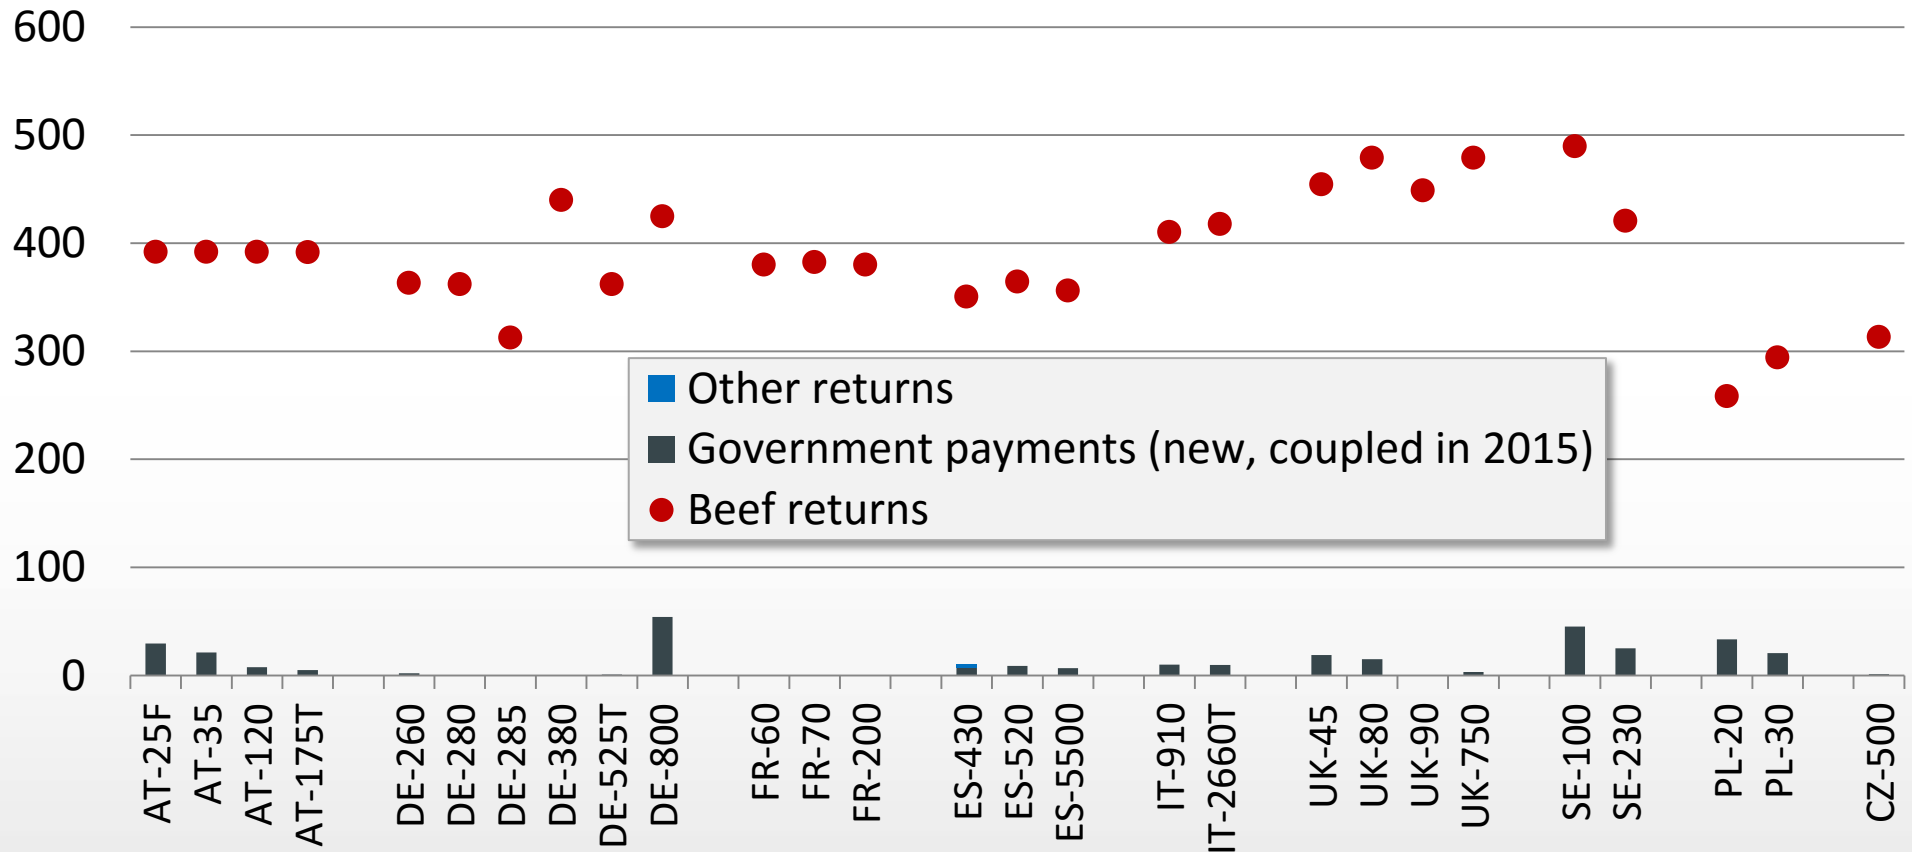 600
500
400
300
200
100
0
Other returns
Government payments (new, coupled in 2015)
Beef returns
AT-25F
AT-35
AT-120
AT-175T
DE-260
DE-280
DE-285
DE-380
DE-525T
DE-800
FR-60
FR-70
FR-200
ES-430
ES-520
ES-5500
IT-910
IT-2660T
UK-45
UK-80
UK-90
UK-750
SE-100
SE-230
PL-20
PL-30
CZ-500